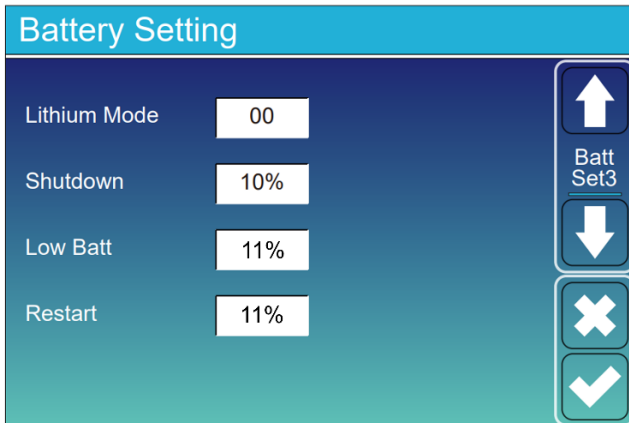 Battery Setting
Lithium Mode 00
Shutdown 10%
Low Batt 11%
Restart 11%
Batt
Set3